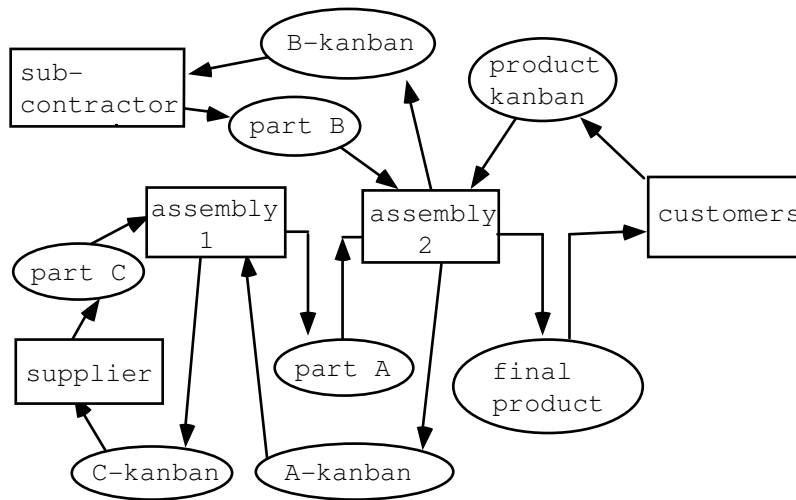 B-kanban
sub-
contractor
product
kanban
part B
assembly
1
assembly
2
customers
part C
supplier
part A
final
product
C-kanban
A-kanban